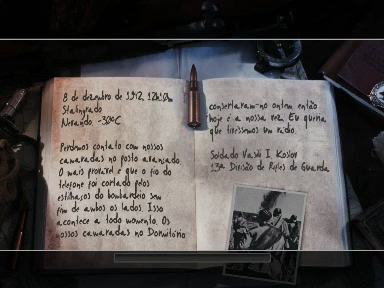 8 de dezembro de 1942, 12h10m
Stalingrado
Nevando, -30ºC
Perdemos contato com nossos
camaradas no posto avançado.
O mais provável é que o fio do
telefone foi cortado pelos
estilhaços do bombardeio sem
fim de ambos os lados. Isso
acontece a todo momento. Os
nossos camaradas no Dormitório
consertaram-no ontem então
hoje é a nossa vez. Eu queria
que tivéssemos um rádio.
Soldado Vasili I. Koslov
13ª Divisão de Rifles de Guarda